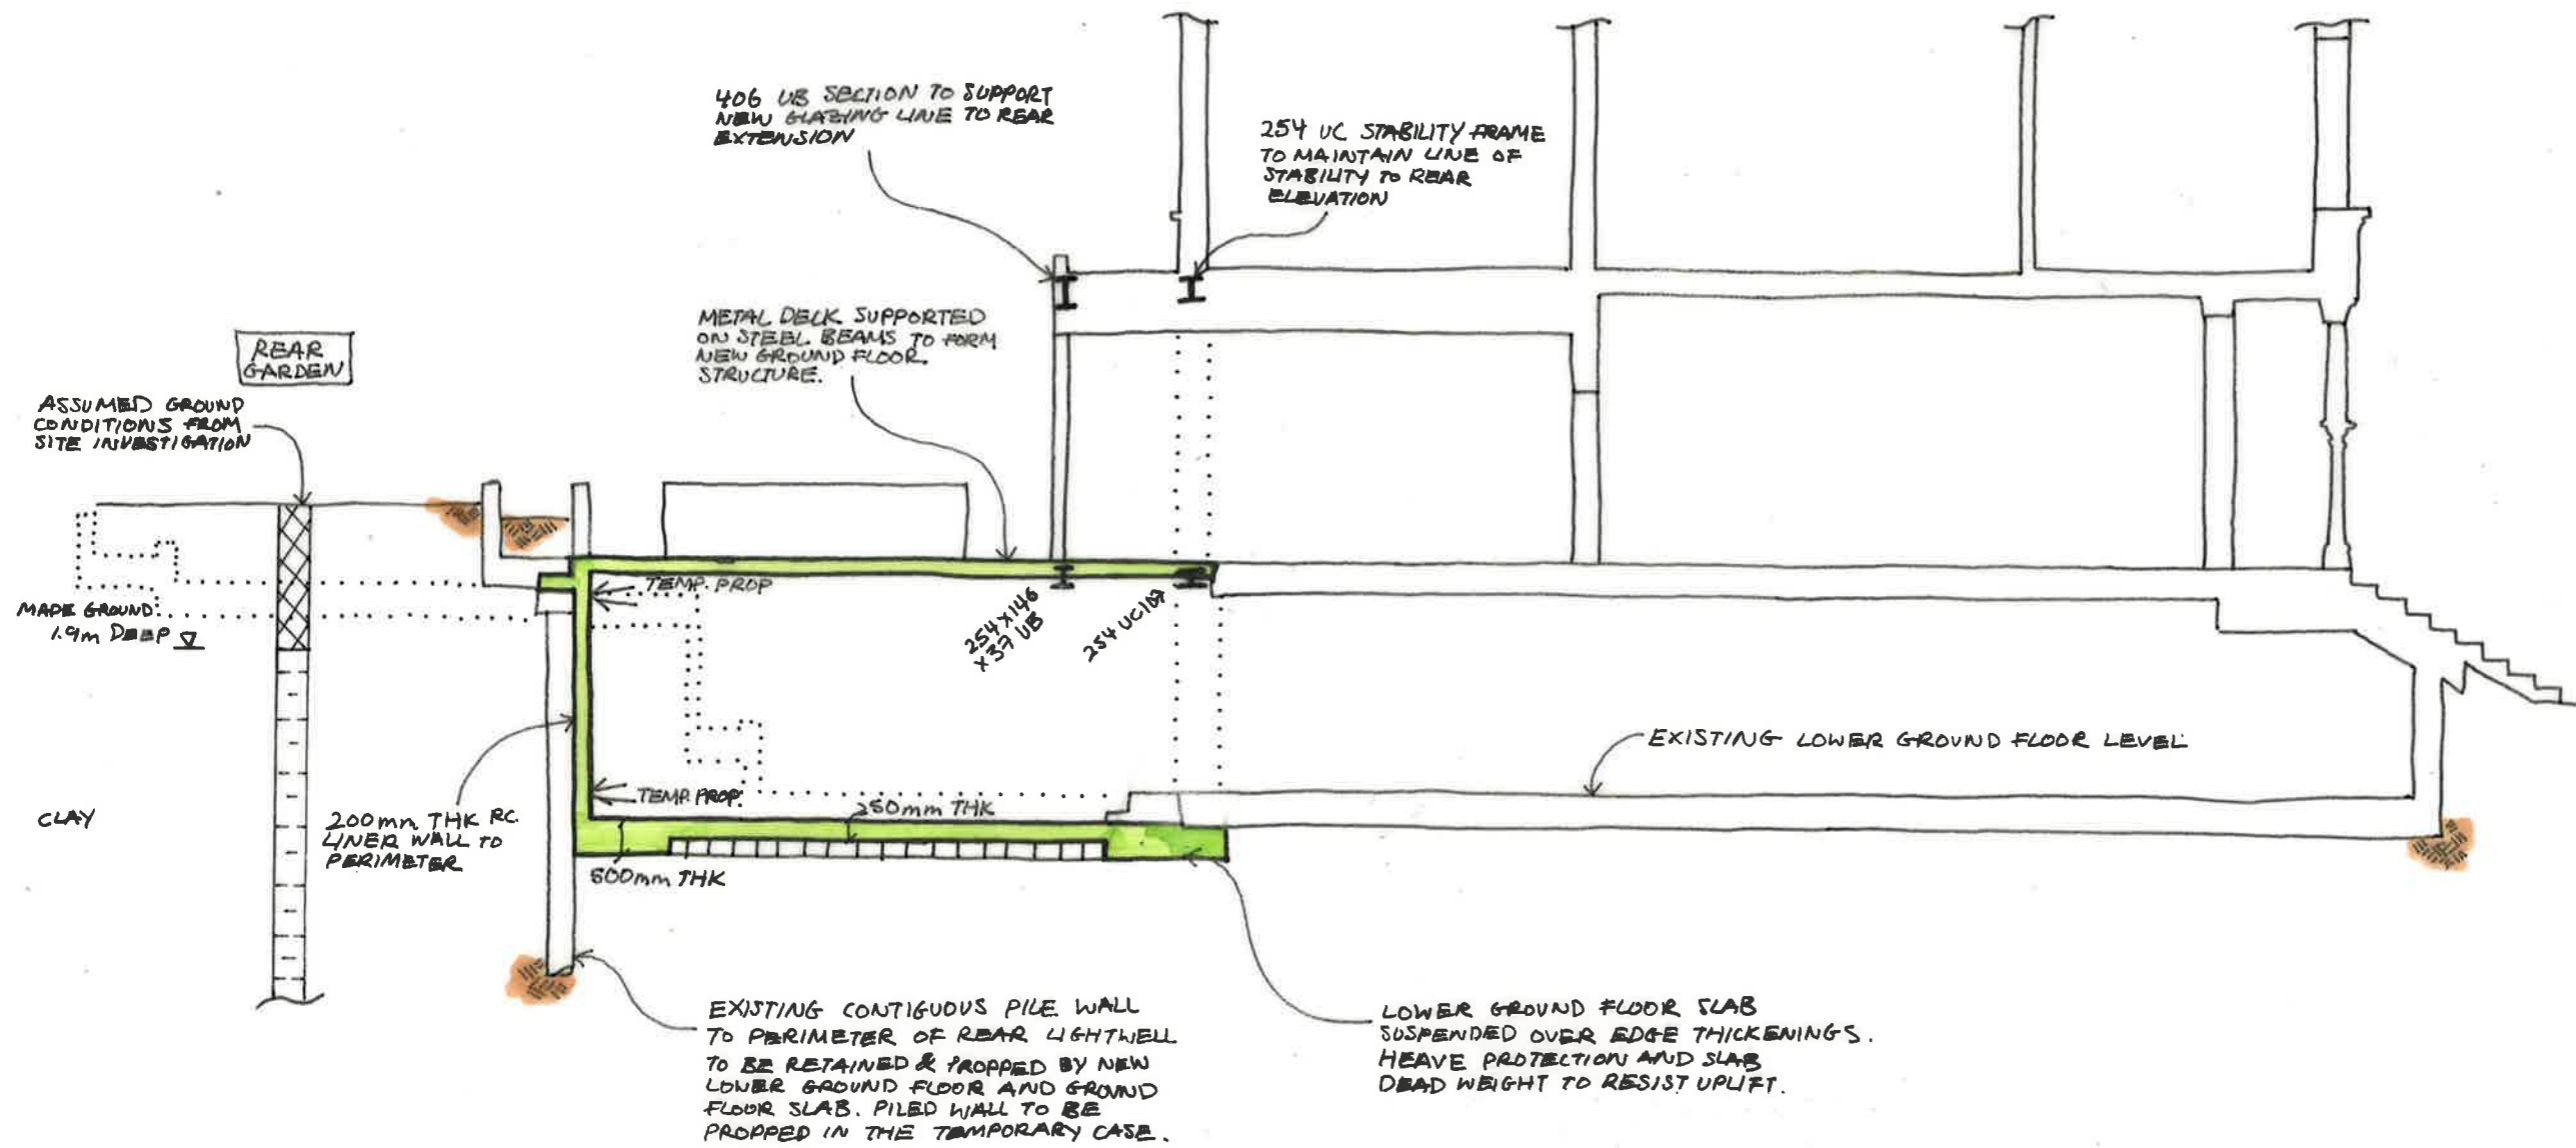 406 UB SECTION TO SUPPORT
NEW GLAZING LINE TO REAR
EXTENSION
254 UC STABILITY FRAME
TO MAINTAIN LINE OF
STABILITY TO REAR
ELEVATION
METAL DECK SUPPORTED
ON STEEL BEAMS TO FORM
NEW GROUND FLOOR
STRUCTURE.
REAR
GARDEN
ASSUMED GROUND
CONDITIONS FROM
SITE INVESTIGATION
TEMP. PROP
MADE GROUND
1.9m DEEP
254X146
X37 UB
254 UC107
EXISTING LOWER GROUND FLOOR LEVEL
TEMP. PROP.
250mm THK
CLAY
200mm THK RC
LINER WALL TO
PERIMETER
500mm THK
EXISTING CONTIGUOUS PILE WALL
TO PERIMETER OF REAR LIGHTWELL
TO BE RETAINED & PROPPED BY NEW
LOWER GROUND FLOOR AND GROUND
FLOOR SLAB. PILED WALL TO BE
PROPPED IN THE TEMPORARY CASE.
LOWER GROUND FLOOR SLAB
SUSPENDED OVER EDGE THICKENINGS.
HEAVE PROTECTION AND SLAB
DEAD WEIGHT TO RESIST UPLIFT.